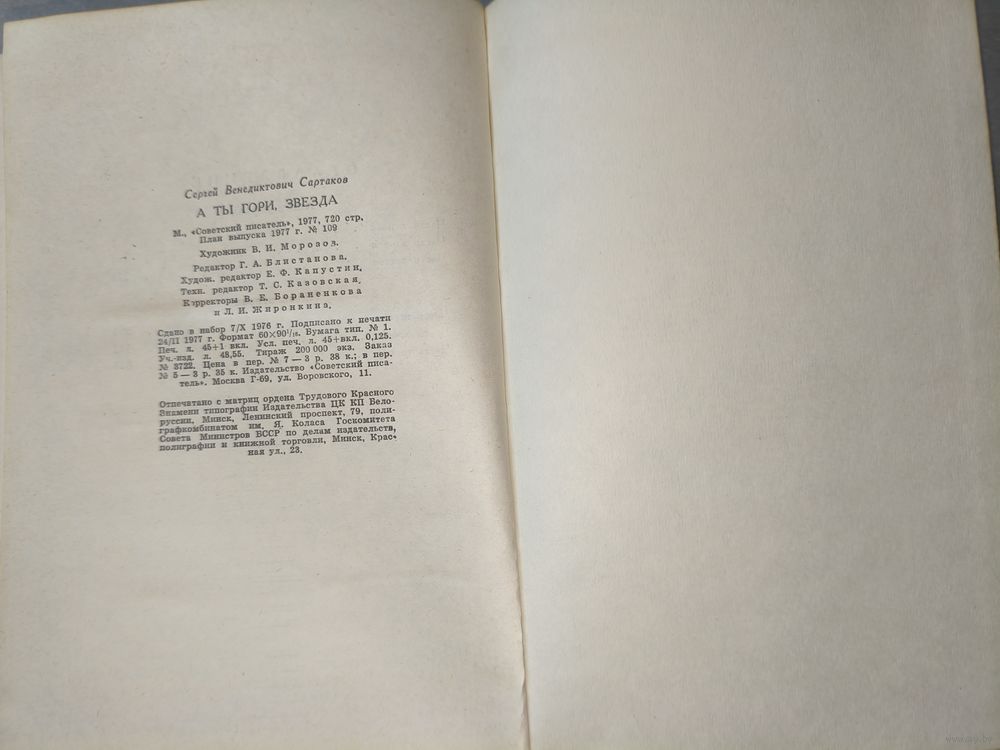 Сергей Венедиктович Сартаков
А ТЫ ГОРИ, ЗВЕЗДА
М., «Советский писатель», 1977, 720 стр.
План выпуска 1977 г. № 109
Художник В. И. Морозов.
Редактор Г. А. Блистанова.
Худож. редактор Е. Ф. Капустин.
Техн. редактор Т. С. Казовская.
Корректоры В. Е. Бораненкова
и Л. И. Жиронкина.
Сдано в набор 7/X 1976 г. Подписано к печати
24/II 1977 г. Формат 60×90¹/₁₆. Бумага тип. № 1.
Печ. л. 45+1 вкл. Усл. печ. л. 45+вкл. 0,125.
Уч.-изд. л. 48,55. Тираж 200 000 экз. Заказ
№ 3722. Цена в пер. № 7 — 3 р. 38 к.; в пер.
№ 5 — 3 р. 35 к. Издательство «Советский писа-
тель». Москва Г-69, ул. Воровского, 11.
Отпечатано с матриц ордена Трудового Красного
Знамени типографии Издательства ЦК КП Бело-
руссии, Минск, Ленинский проспект, 79, поли-
графкомбинатом им. Я. Коласа Госкомитета
Совета Министров БССР по делам издательств,
полиграфии и книжной торговли, Минск, Крас-
ная ул., 23.